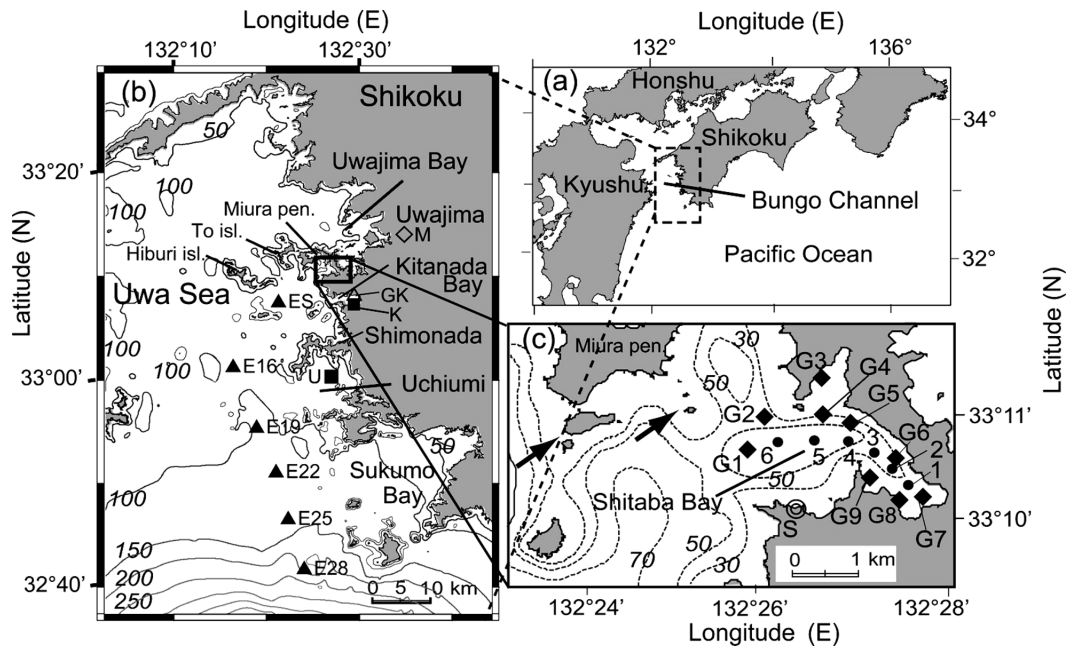 Longitude (E)
132°10' 132°30'
(b)
Shikoku
50
Uwajima Bay
33°20'
100
100
Miura pen.
Uwajima
M
To isl.
Hiburi isl.
Kitanada
Bay
Uwa Sea
ES
GK
K
Shimonada
100
100
E16
33°00'
U
Uchiumi
E19
50
E22
Sukumo
Bay
100
E25
150
E28
200
32°40'
250
0 5 10 km
Latitude (N)
Longitude (E)
132° 136°
(a)
Honshu
34°
Shikoku
Kyushu
Bungo Channel
Pacific Ocean
32°
Latitude (N)
(c)
Miura pen.
30
50
G3
G4
G5
G2
33°11'
G6
3
2
G1
6
5
4
1
50
Shitaba Bay
S
G9
G8
G7
33°10'
50
70
30
0 1 km
132°24' 132°26' 132°28'
Longitude (E)